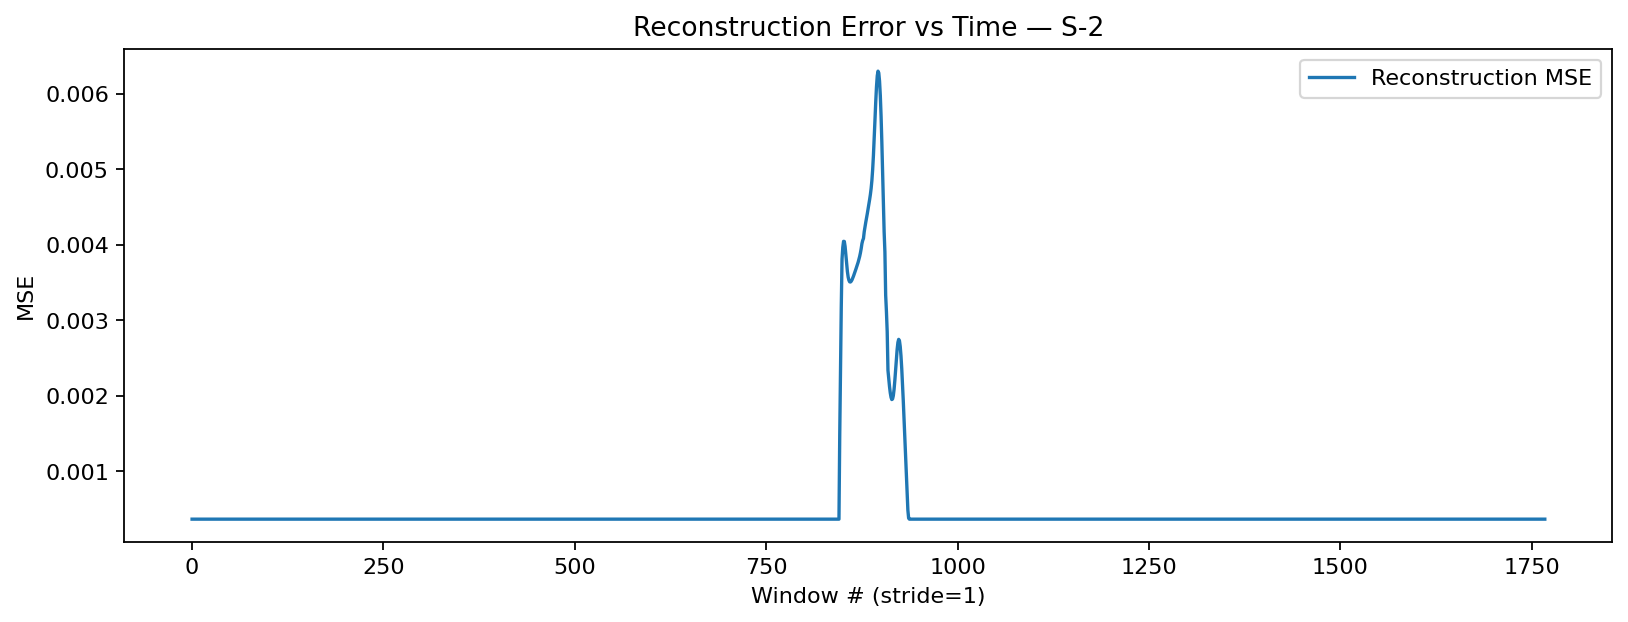 Reconstruction Error vs Time — S-2
Reconstruction MSE
0.006
0.005
0.004
0.003
0.002
0.001
MSE
0 250 500 750 1000 1250 1500 1750
Window # (stride=1)